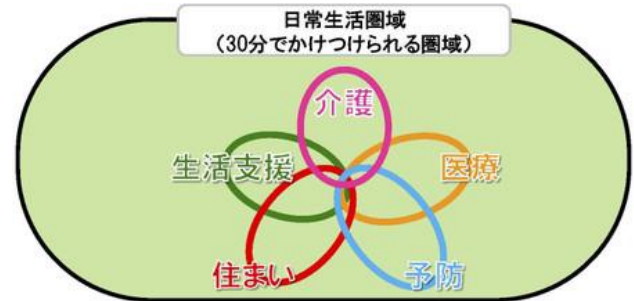 日常生活圏域
（30分でかけつけられる圏域）
介護
生活支援
医療
住まい
予防